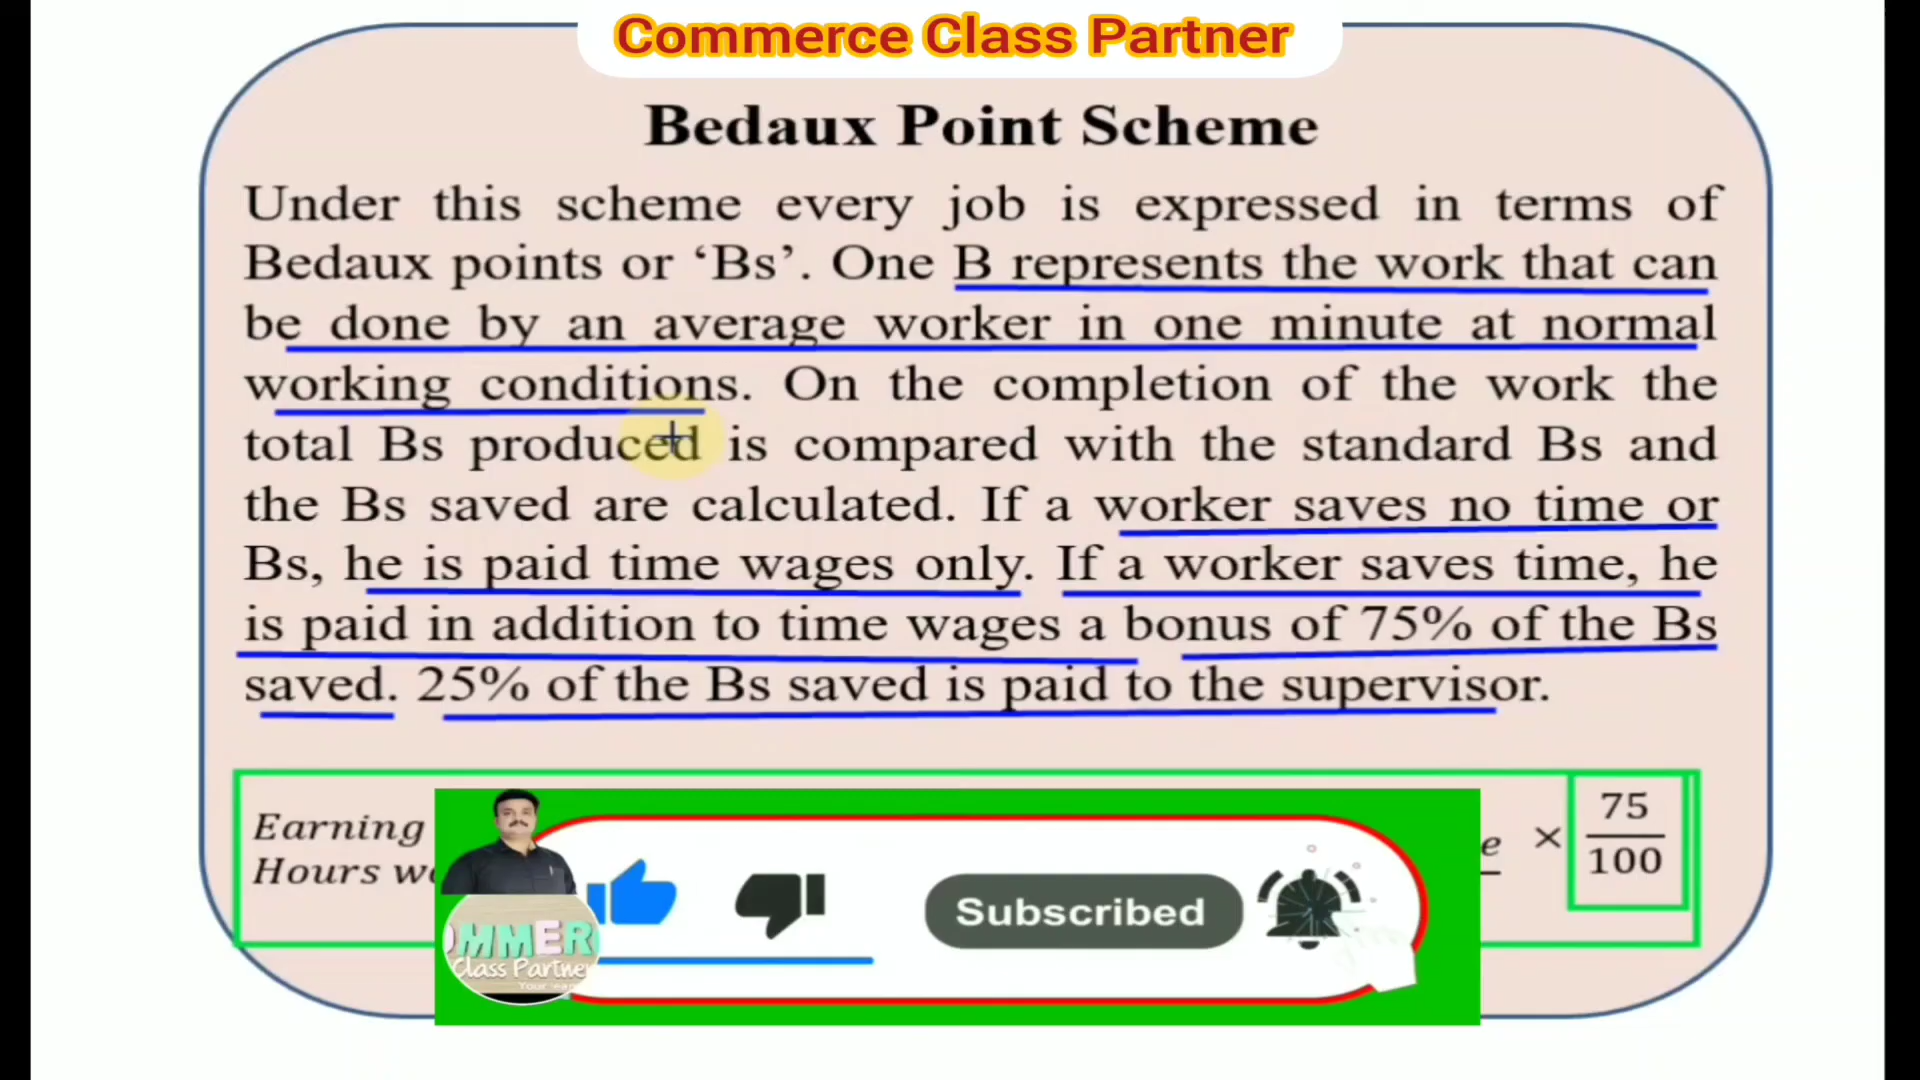 Commerce Class Partner
Bedaux Point Scheme
Under this scheme every job is expressed in terms of
Bedaux points or ‘Bs’. One B represents the work that can
be done by an average worker in one minute at normal
working conditions. On the completion of the work the
total Bs produced is compared with the standard Bs and
the Bs saved are calculated. If a worker saves no time or
Bs, he is paid time wages only. If a worker saves time, he
is paid in addition to time wages a bonus of 75% of the Bs
saved. 25% of the Bs saved is paid to the supervisor.
Earning
Hours
× 75
100
Subscribed
Class Partner